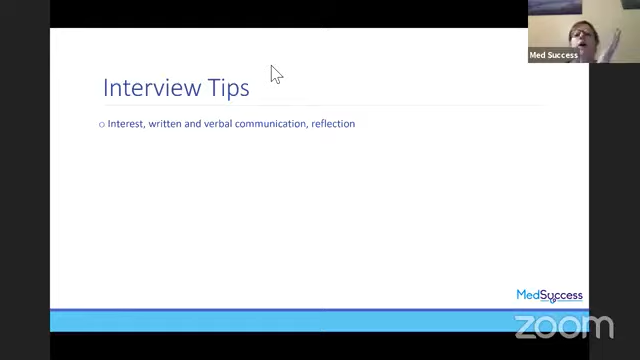 Med Success
Interview Tips
o Interest, written and verbal communication, reflection
MedSuccess
zoom